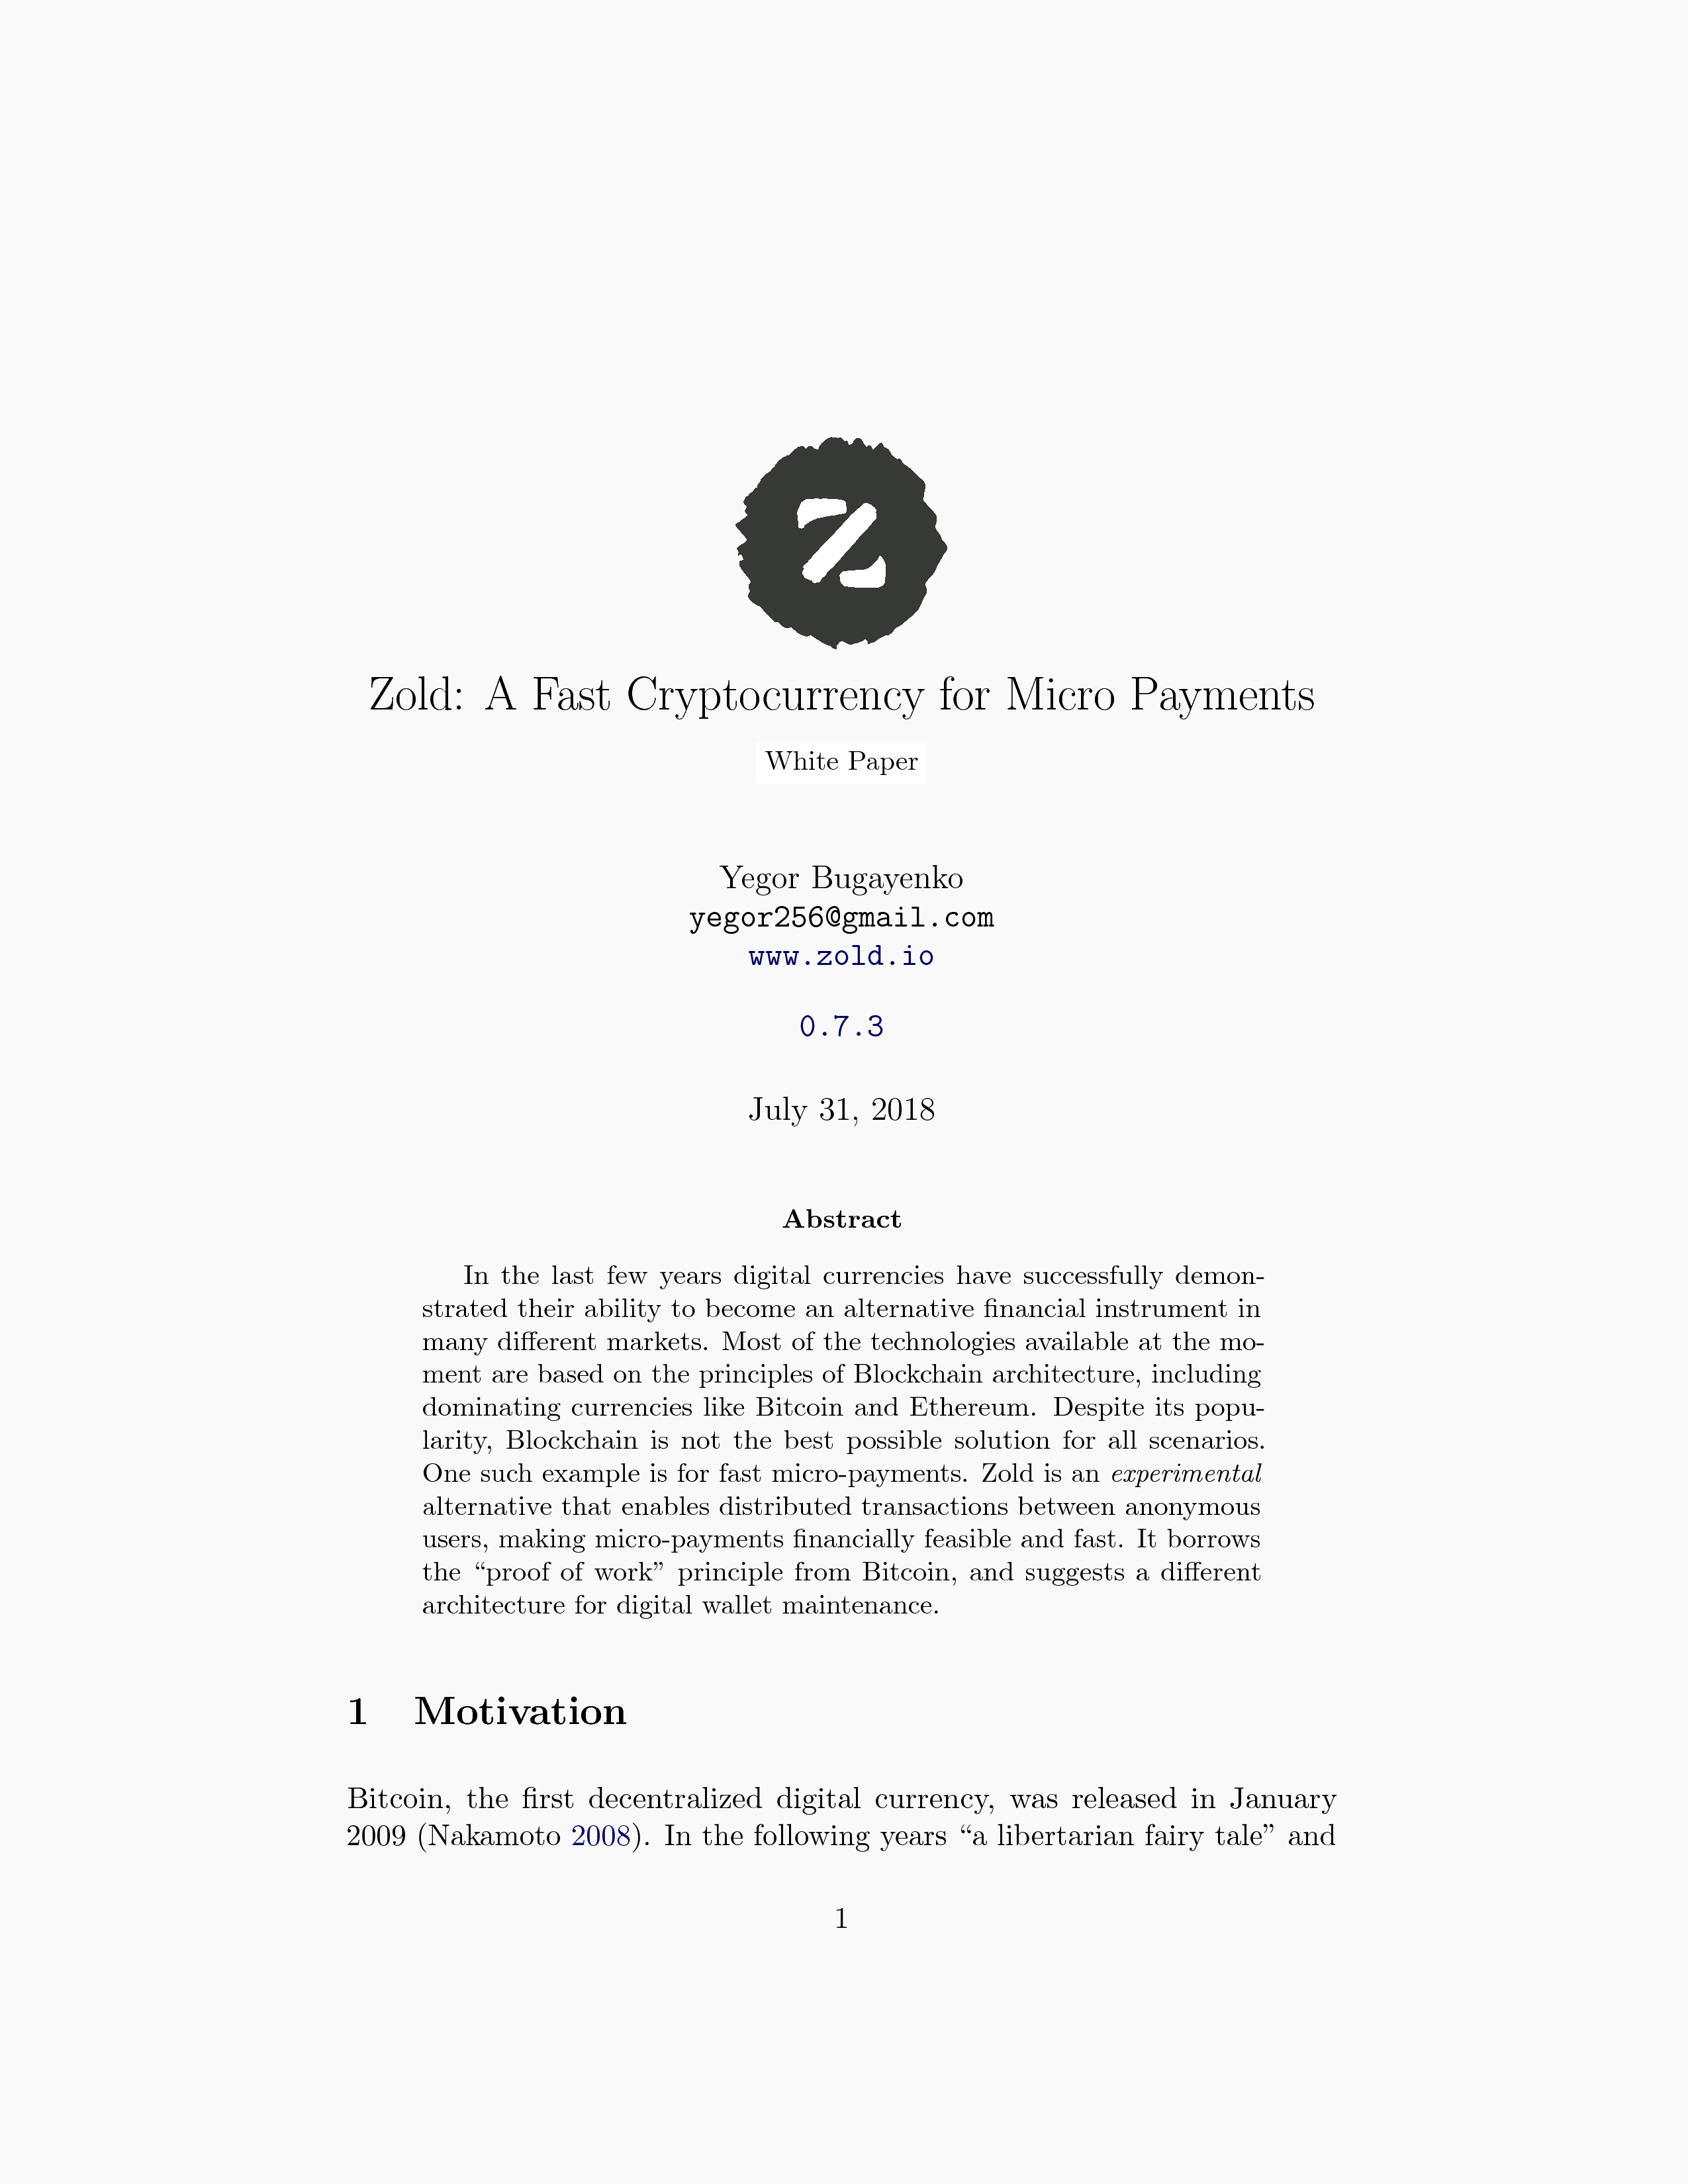 Z
Zold: A Fast Cryptocurrency for Micro Payments
White Paper
Yegor Bugayenko
yegor256@gmail.com
www.zold.io
0.7.3
July 31, 2018
Abstract
In the last few years digital currencies have successfully demon-
strated their ability to become an alternative financial instrument in
many different markets. Most of the technologies available at the mo-
ment are based on the principles of Blockchain architecture, including
dominating currencies like Bitcoin and Ethereum. Despite its popu-
larity, Blockchain is not the best possible solution for all scenarios.
One such example is for fast micro-payments. Zold is an experimental
alternative that enables distributed transactions between anonymous
users, making micro-payments financially feasible and fast. It borrows
the “proof of work” principle from Bitcoin, and suggests a different
architecture for digital wallet maintenance.
1 Motivation
Bitcoin, the first decentralized digital currency, was released in January
2009 (Nakamoto 2008). In the following years “a libertarian fairy tale” and
1